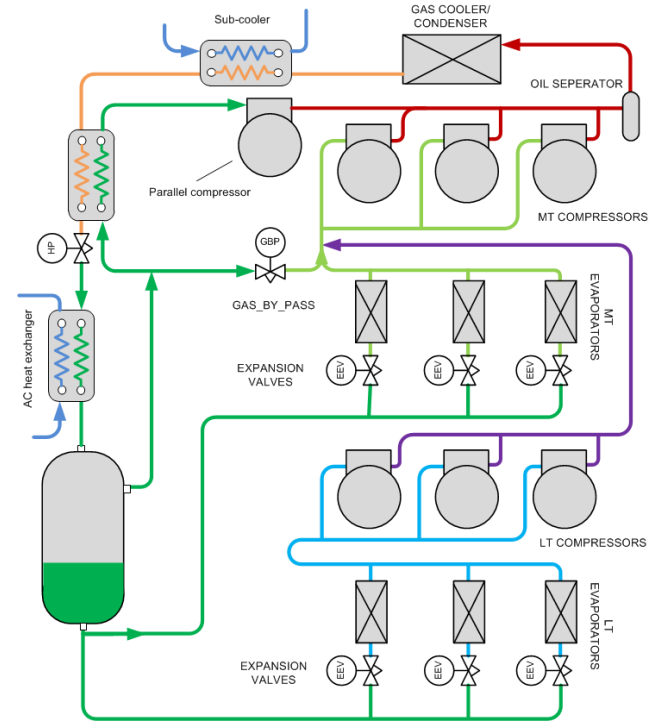 Sub-cooler
GAS COOLER/
CONDENSER
OIL SEPERATOR
Parallel compressor
MT COMPRESSORS
HP
GBP
GAS_BY_PASS
MT
EVAPORATORS
AC heat exchanger
EXPANSION
VALVES
EEV
EEV
EEV
LT COMPRESSORS
LT
EVAPORATORS
EXPANSION
VALVES
EEV
EEV
EEV